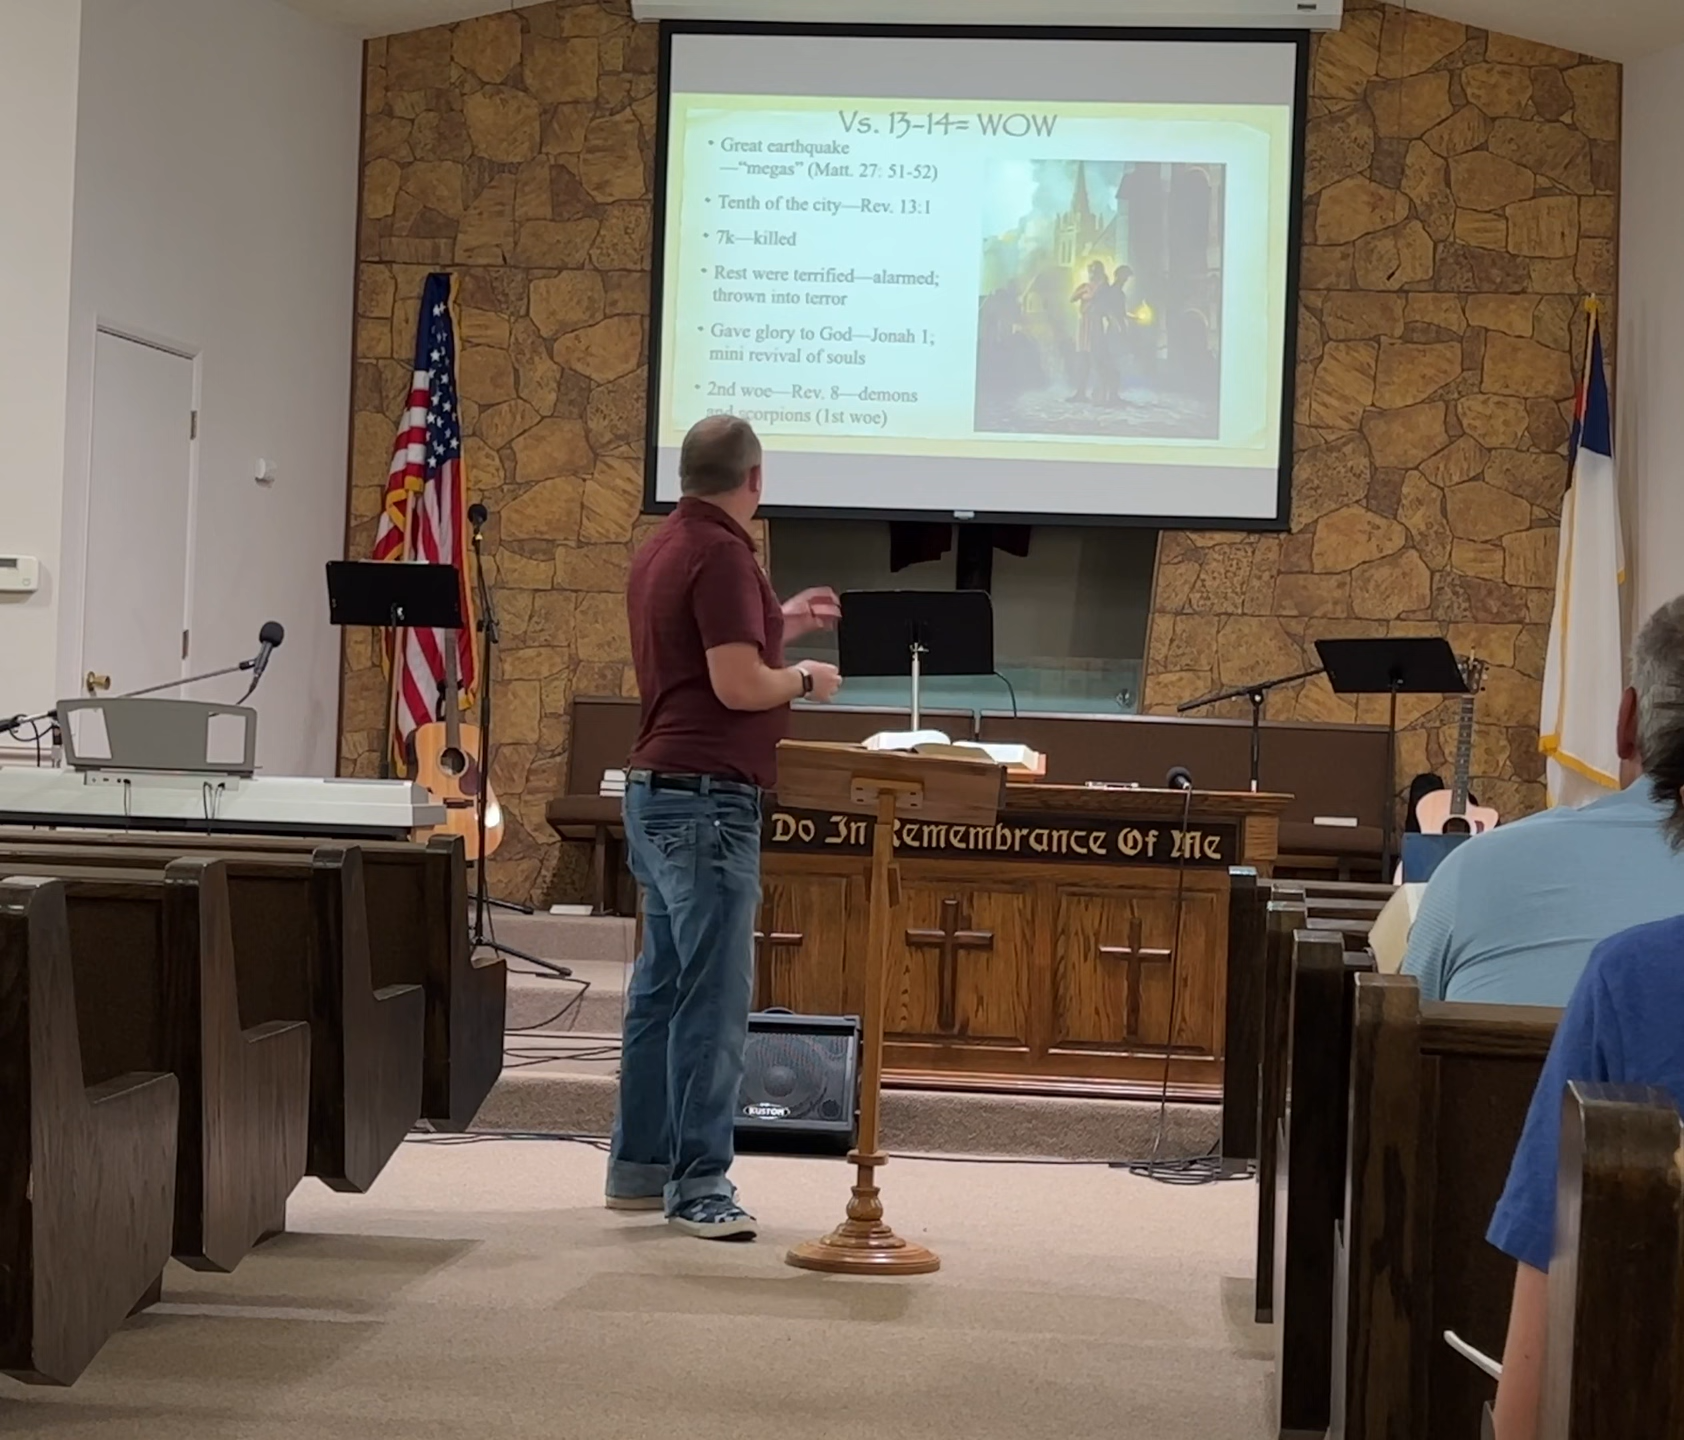 Vs. 13-14= WOW
• Great earthquake
—“megas” (Matt. 27: 51-52)
• Tenth of the city—Rev. 13:1
• 7k—killed
• Rest were terrified—alarmed;
thrown into terror
• Gave glory to God—Jonah 1;
mini revival of souls
• 2nd woe—Rev. 8—demons
and scorpions (1st woe)
Do In Remembrance Of Me
KUSTOM